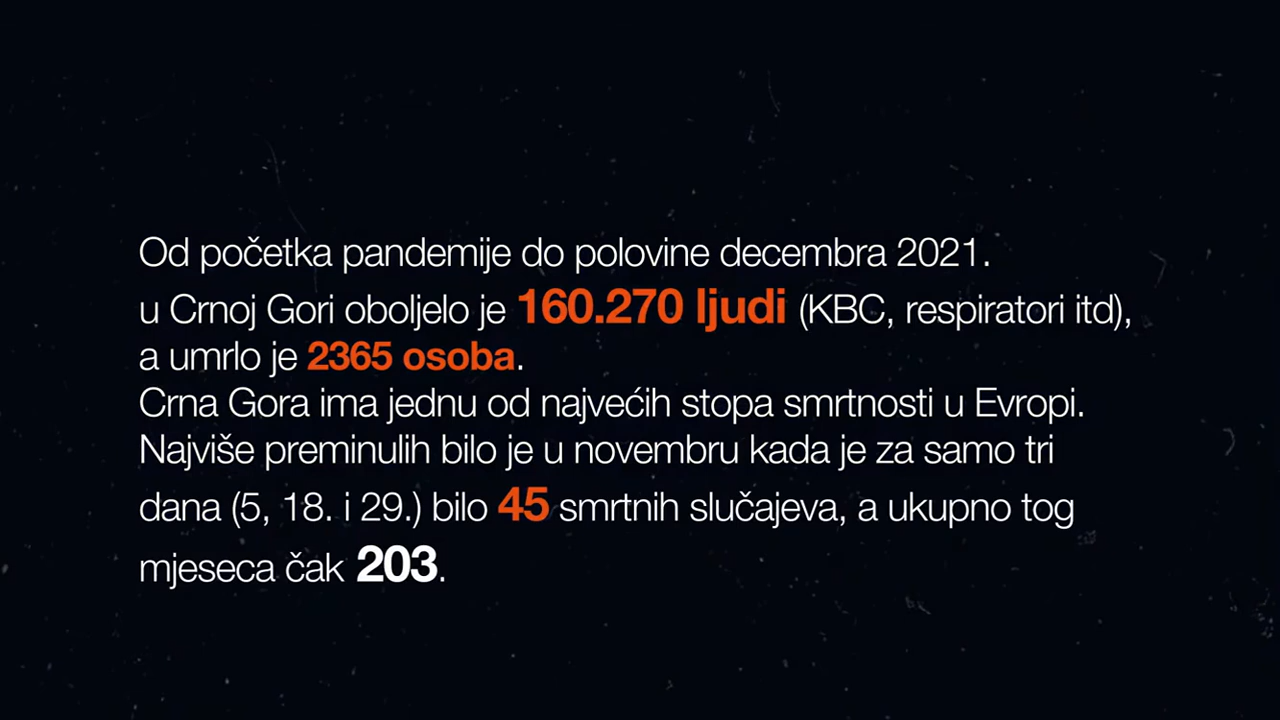 Od početka pandemije do polovine decembra 2021.
u Crnoj Gori oboljelo je 160.270 ljudi (KBC, respiratori itd),
a umrlo je 2365 osoba.
Crna Gora ima jednu od najvećih stopa smrtnosti u Evropi.
Najviše preminulih bilo je u novembru kada je za samo tri
dana (5, 18. i 29.) bilo 45 smrtnih slučajeva, a ukupno tog
mjeseca čak 203.